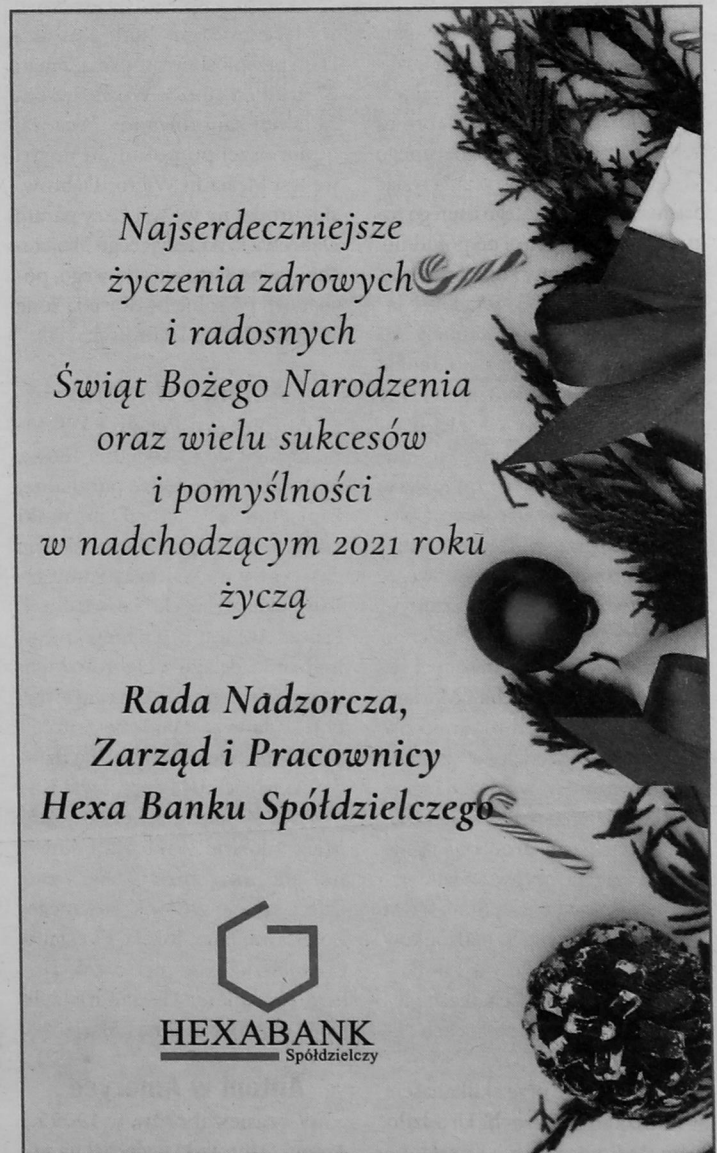 Najserdeczniejsze
życzenia zdrowych
i radosnych
Świąt Bożego Narodzenia
oraz wielu sukcesów
i pomyślności
w nadchodzącym 2021 roku
życzą
Rada Nadzorcza,
Zarząd i Pracownicy
Hexa Banku Spółdzielczego
HEXABANK
Spółdzielczy